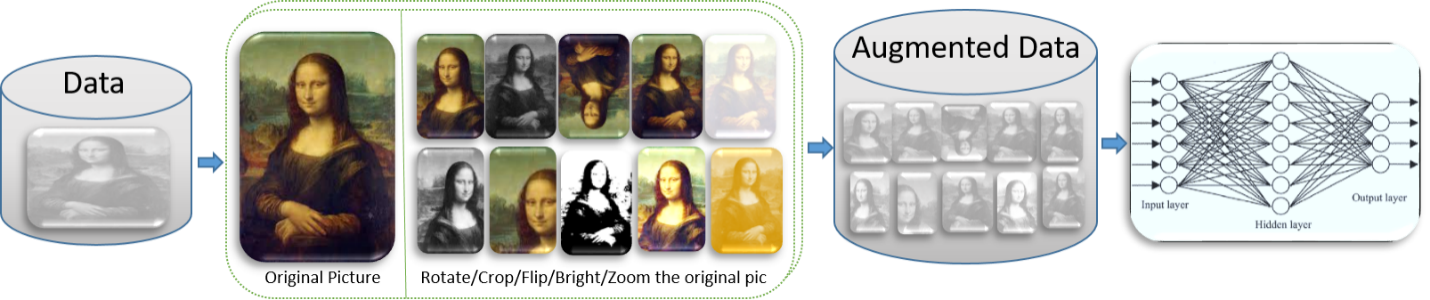 Data
Original Picture
Rotate/Crop/Flip/Bright/Zoom the original pic
Augmented Data
Input layer
Hidden layer
Output layer